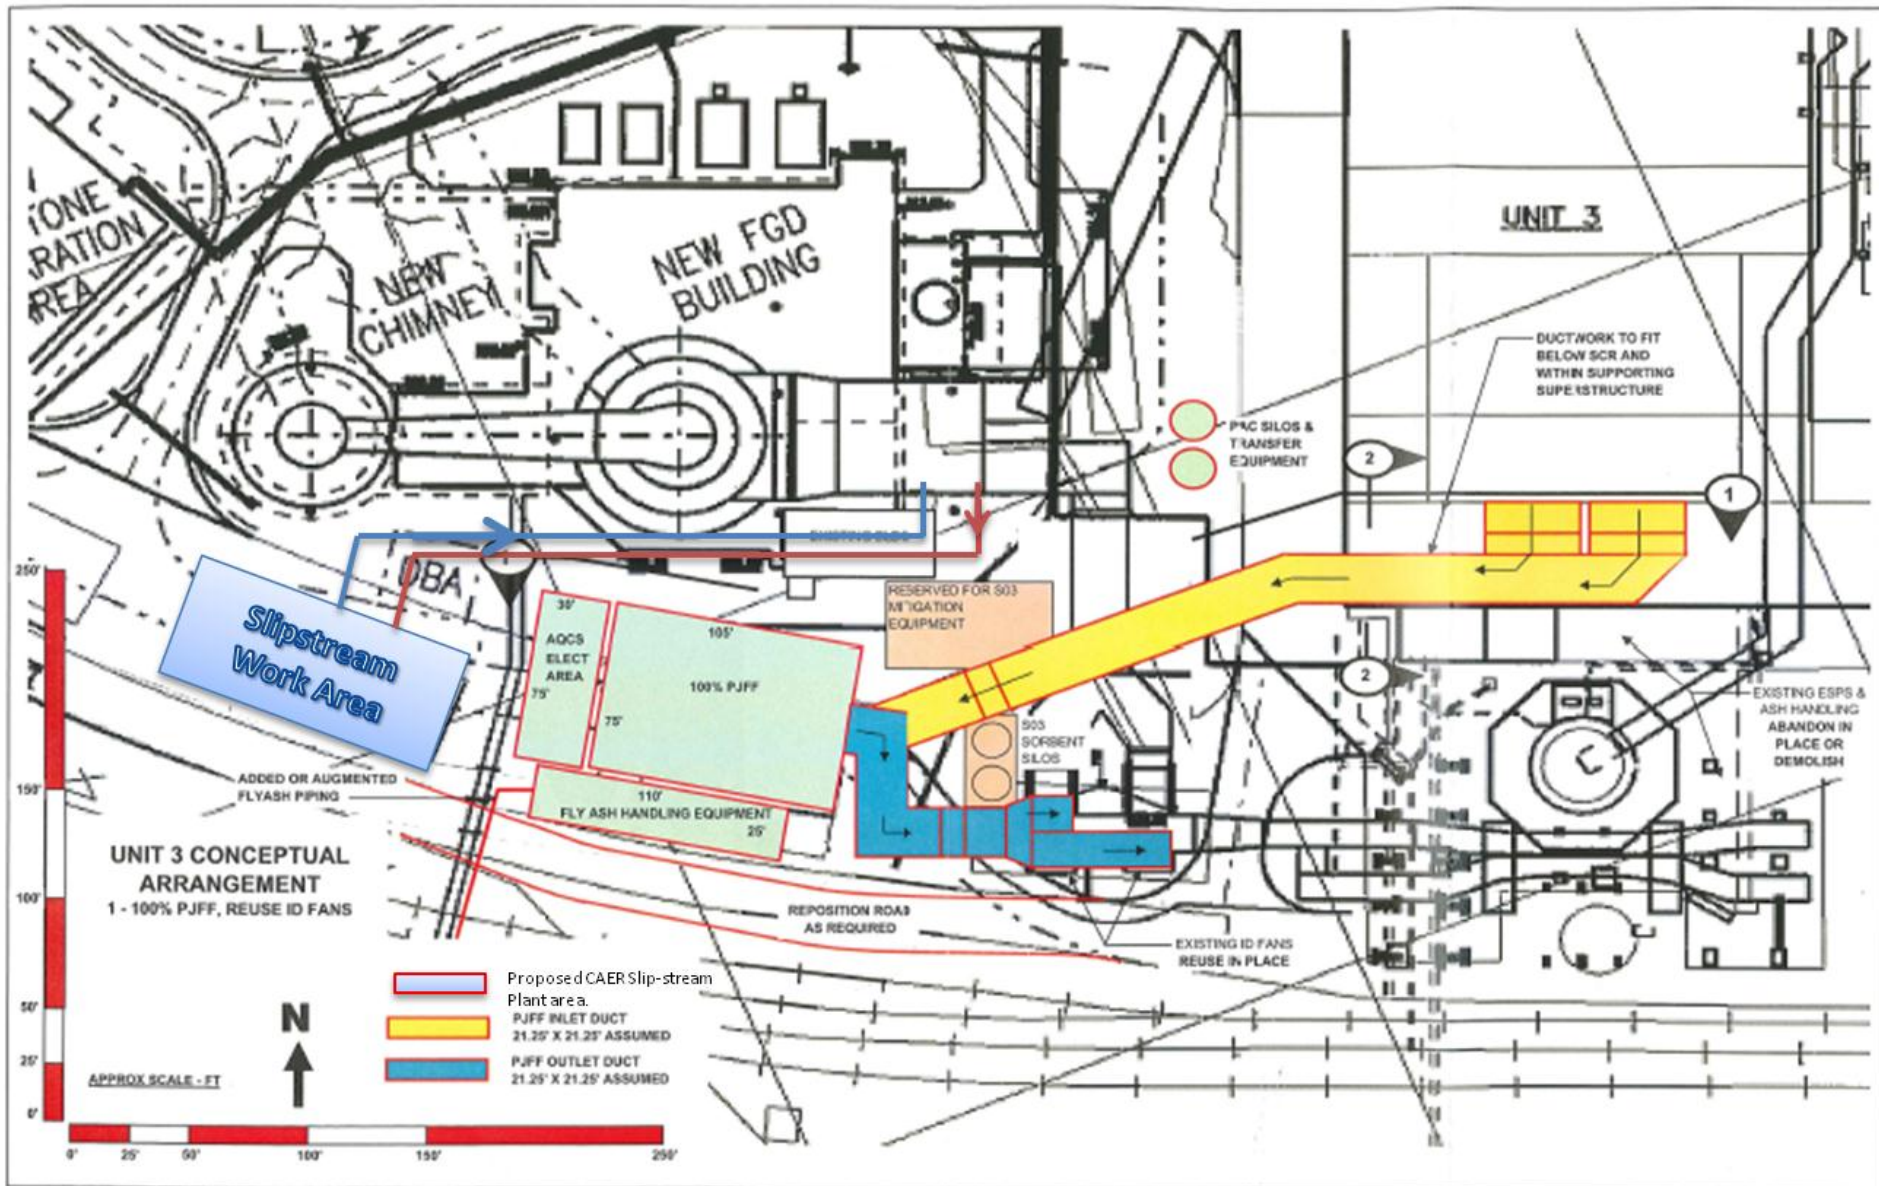 TONE
RATION
AREA
NEW
CHIMNEY
NEW FGD
BUILDING
UNIT 3
DUCTWORK TO FIT
BELOW SCR AND
WITHIN SUPPORTING
SUPERSTRUCTURE
PAC SILOS &
TRANSFER
EQUIPMENT
2
1
EXISTING BLDG
DBA
RESERVED FOR S03
MITIGATION
EQUIPMENT
250'
Slipstream
Work Area
30'
AQCS
ELECT
AREA
75'
105'
100% PJFF
75'
2
S03
SORBENT
SILOS
EXISTING ESPS &
ASH HANDLING
ABANDON IN
PLACE OR
DEMOLISH
150'
ADDED OR AUGMENTED
FLYASH PIPING
110'
FLY ASH HANDLING EQUIPMENT
25'
UNIT 3 CONCEPTUAL
ARRANGEMENT
1 - 100% PJFF, REUSE ID FANS
100'
REPOSITION ROAD
AS REQUIRED
EXISTING ID FANS
REUSE IN PLACE
Proposed CAER Slip-stream
Plant area.
PJFF INLET DUCT
21.25' X 21.25' ASSUMED
PJFF OUTLET DUCT
21.25' X 21.25' ASSUMED
N
50'
25'
0'
APPROX SCALE - FT
0' 25' 50' 100' 150' 250'